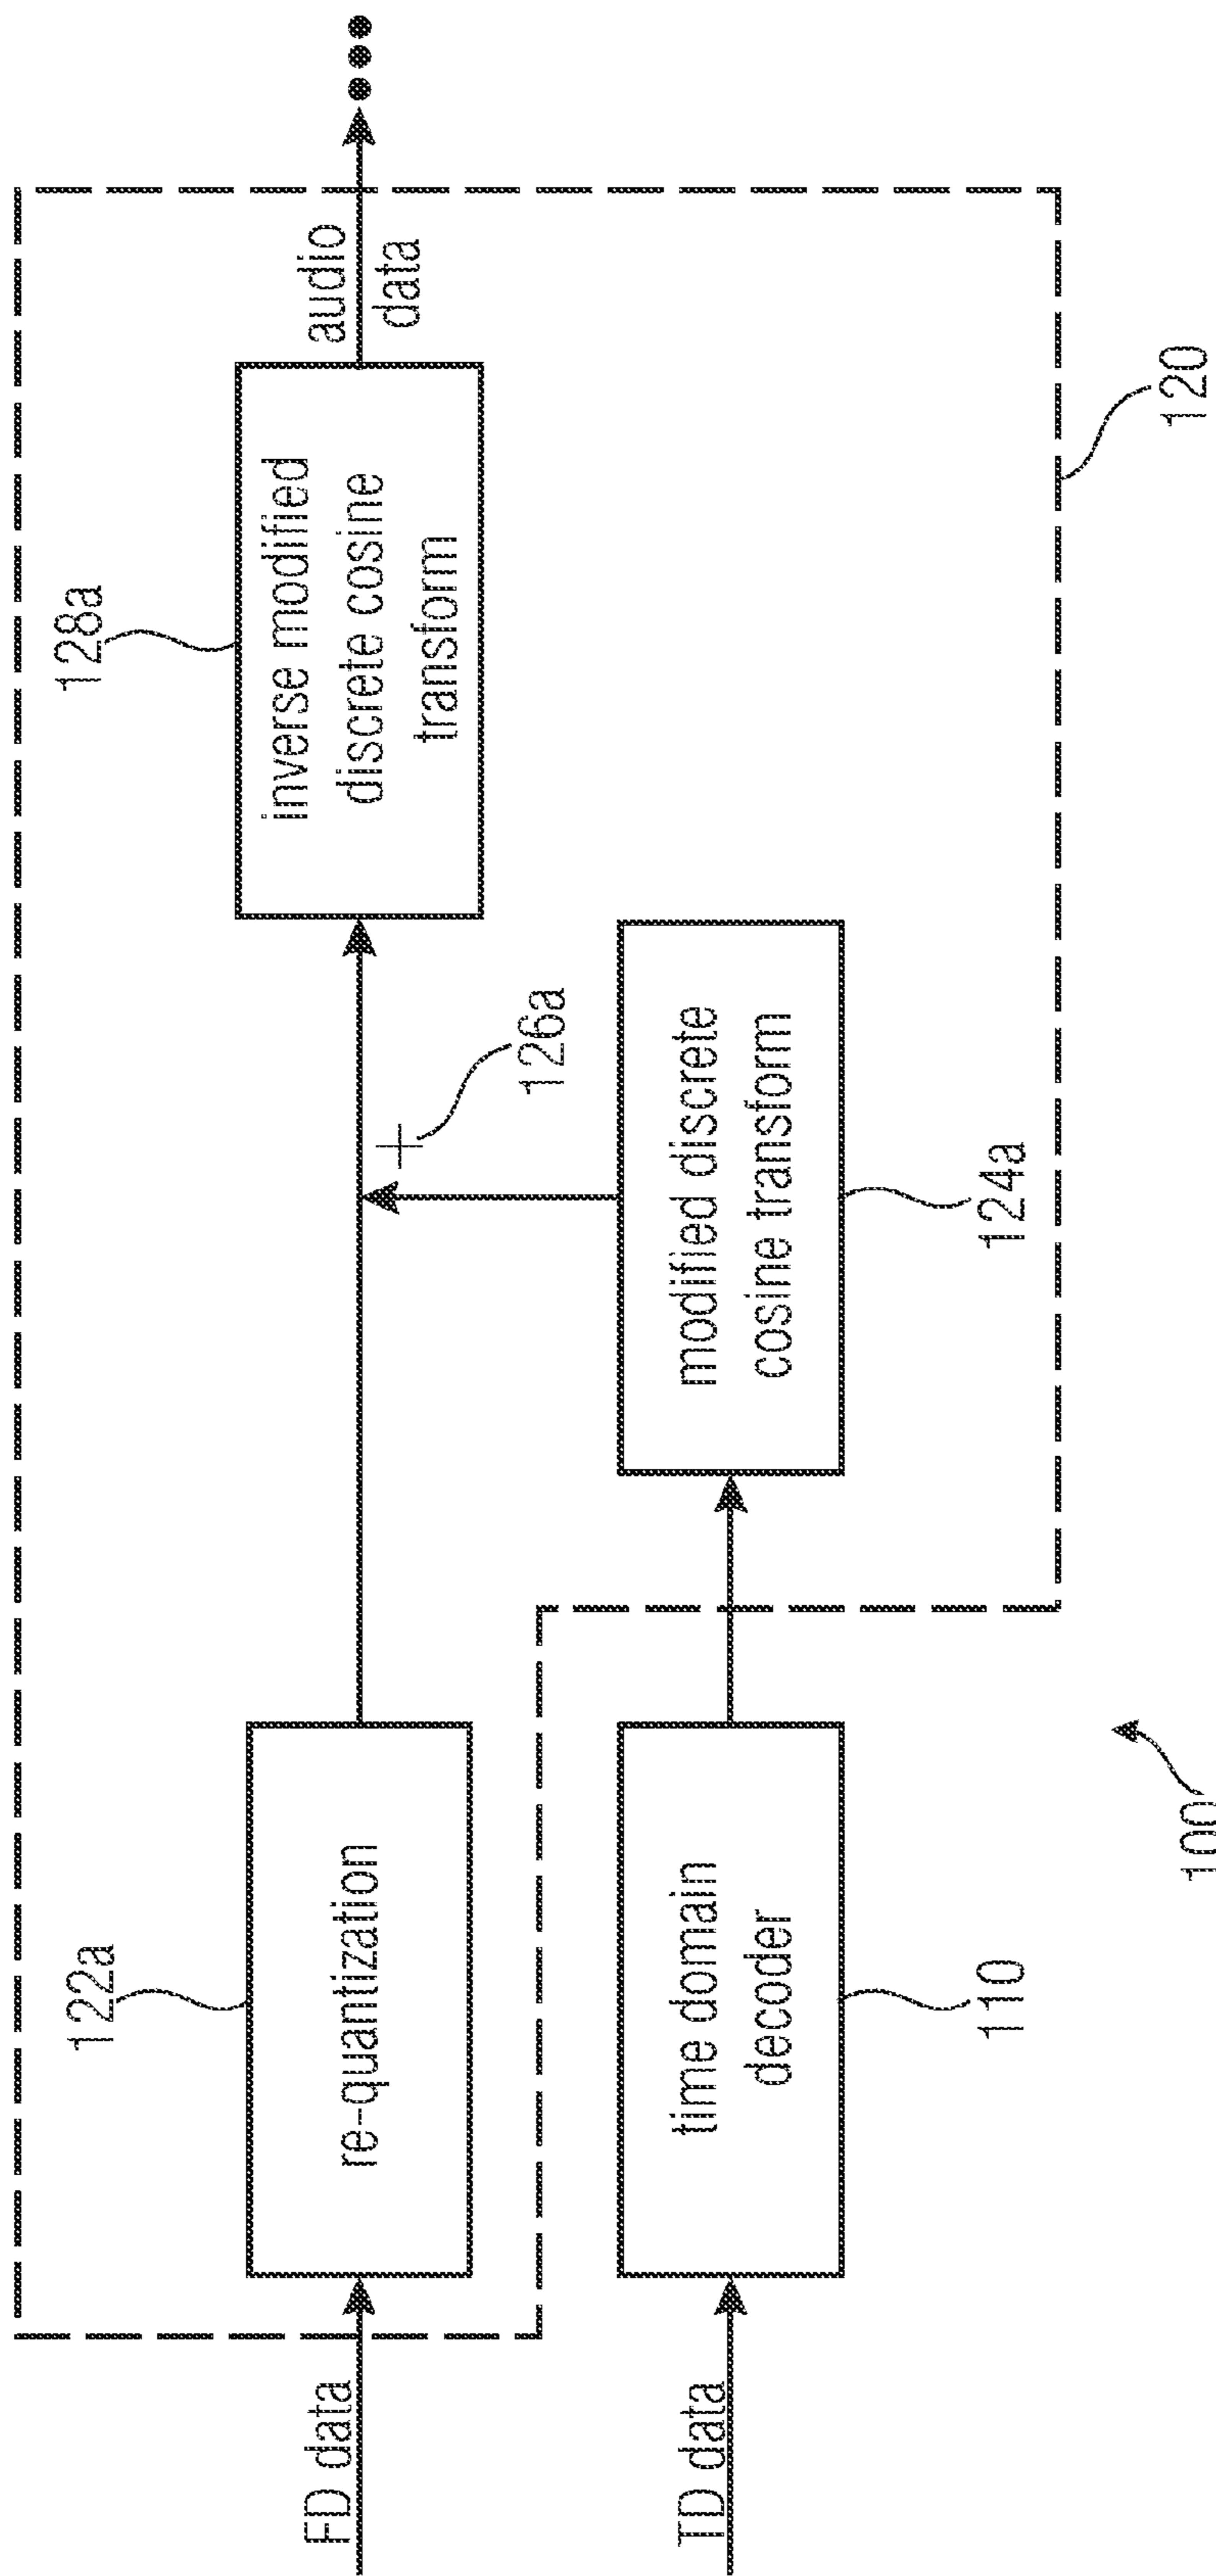 128a
inverse modified
discrete cosine
transform
audio
data
122a
re-quantization
FD data
+
126a
modified discrete
cosine transform
124a
120
time domain
decoder
110
TD data
100